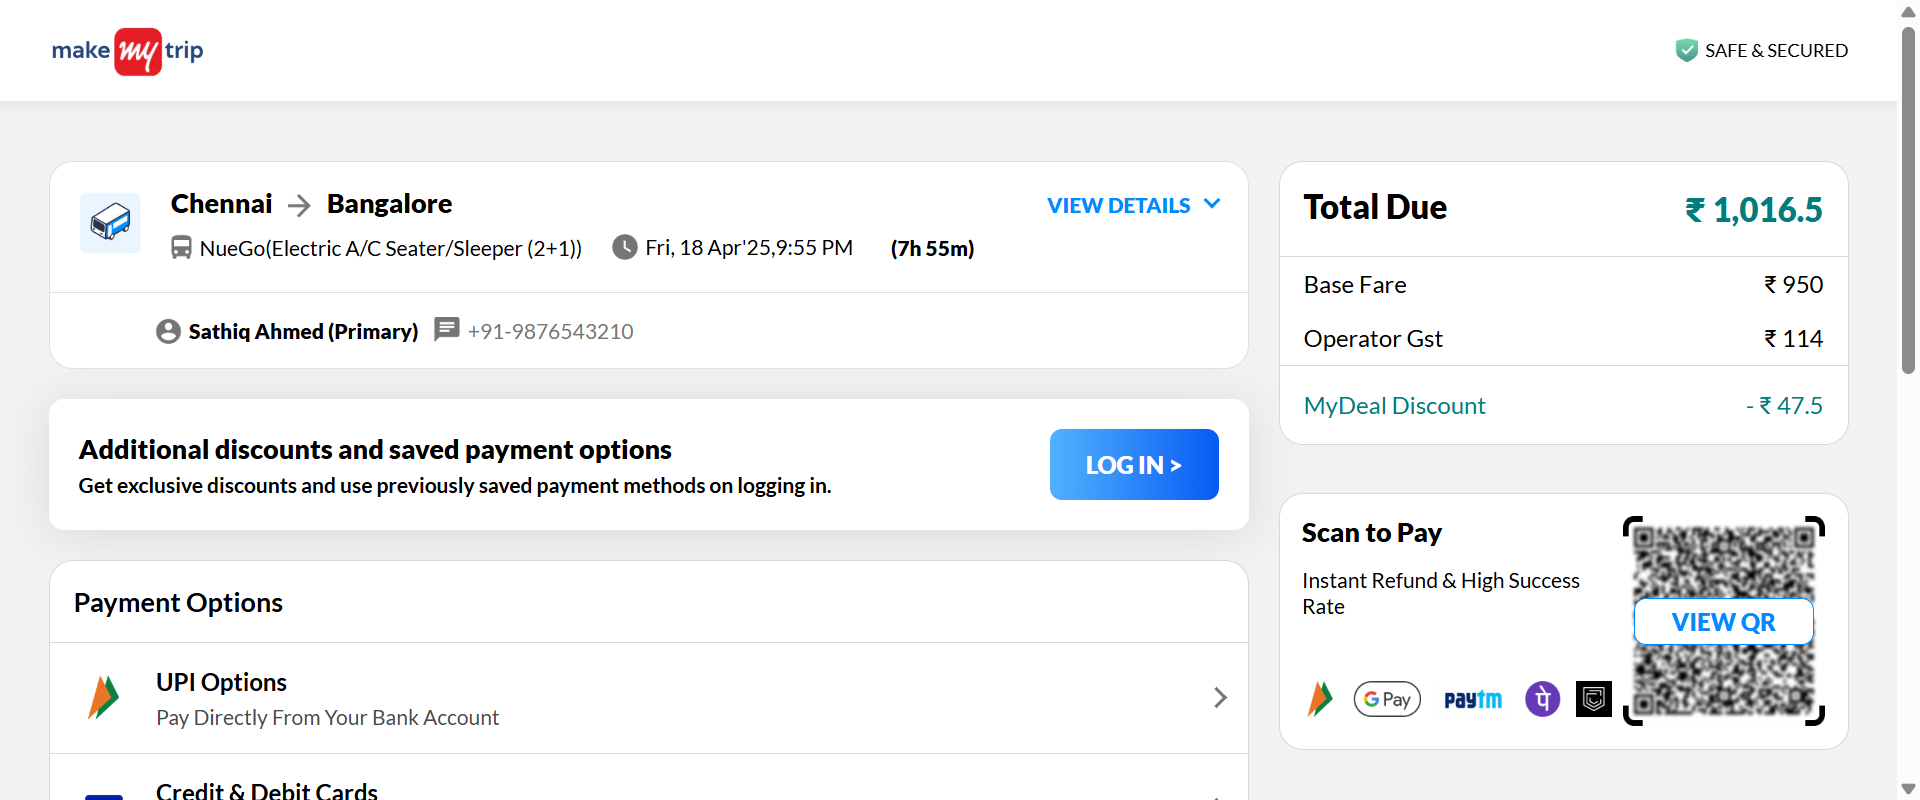 make my trip
SAFE & SECURED
Chennai → Bangalore
VIEW DETAILS
NueGo(Electric A/C Seater/Sleeper (2+1)) Fri, 18 Apr'25,9:55 PM (7h 55m)
Sathiq Ahmed (Primary) +91-9876543210
Additional discounts and saved payment options
Get exclusive discounts and use previously saved payment methods on logging in.
LOG IN >
Payment Options
UPI Options
Pay Directly From Your Bank Account
Credit & Debit Cards
Total Due ₹ 1,016.5
Base Fare ₹ 950
Operator Gst ₹ 114
MyDeal Discount - ₹ 47.5
Scan to Pay
Instant Refund & High Success
Rate
VIEW QR
G Pay paytm पे